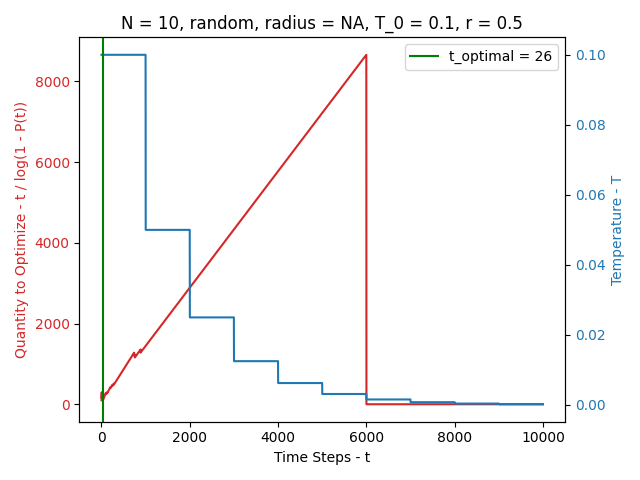 N = 10, random, radius = NA, T_0 = 0.1, r = 0.5
t_optimal = 26
Quantity to Optimize - t / log(1 - P(t))
8000
6000
4000
2000
0
0.10
0.08
0.06
0.04
0.02
0.00
Temperature - T
0 2000 4000 6000 8000 10000
Time Steps - t